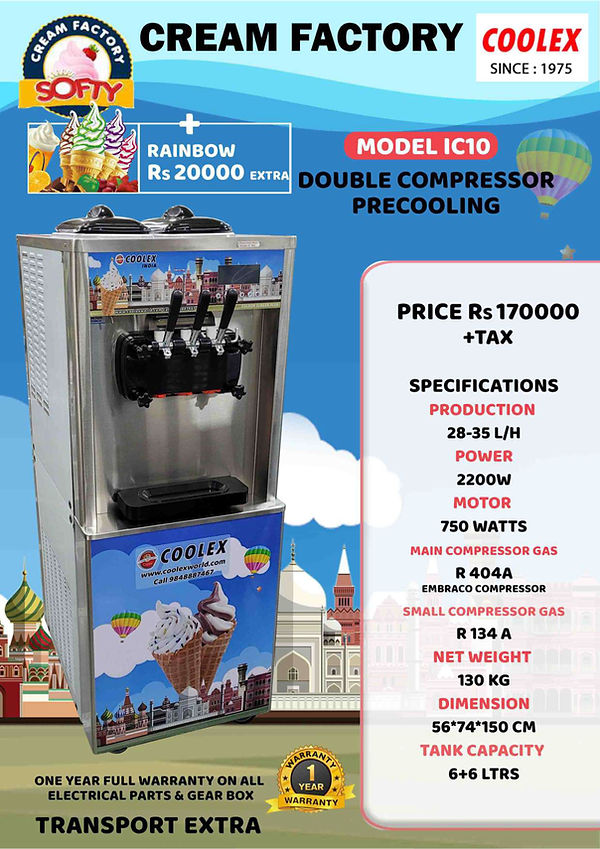 CREAM FACTORY
SOFTY
CREAM FACTORY
COOLEX
SINCE : 1975
+
RAINBOW
Rs 20000 EXTRA
MODEL IC10
DOUBLE COMPRESSOR
PRECOOLING
COOLEX
INDIA
PRICE Rs 170000
+TAX
SPECIFICATIONS
PRODUCTION
28-35 L/H
POWER
2200W
MOTOR
750 WATTS
MAIN COMPRESSOR GAS
R 404A
EMBRACO COMPRESSOR
SMALL COMPRESSOR GAS
R 134 A
NET WEIGHT
130 KG
DIMENSION
56*74*150 CM
TANK CAPACITY
6+6 LTRS
COOLEX
www.coolexworld.com
Call 9848887467
ONE YEAR FULL WARRANTY ON ALL
ELECTRICAL PARTS & GEAR BOX
WARRANTY
1
YEAR
WARRANTY
TRANSPORT EXTRA